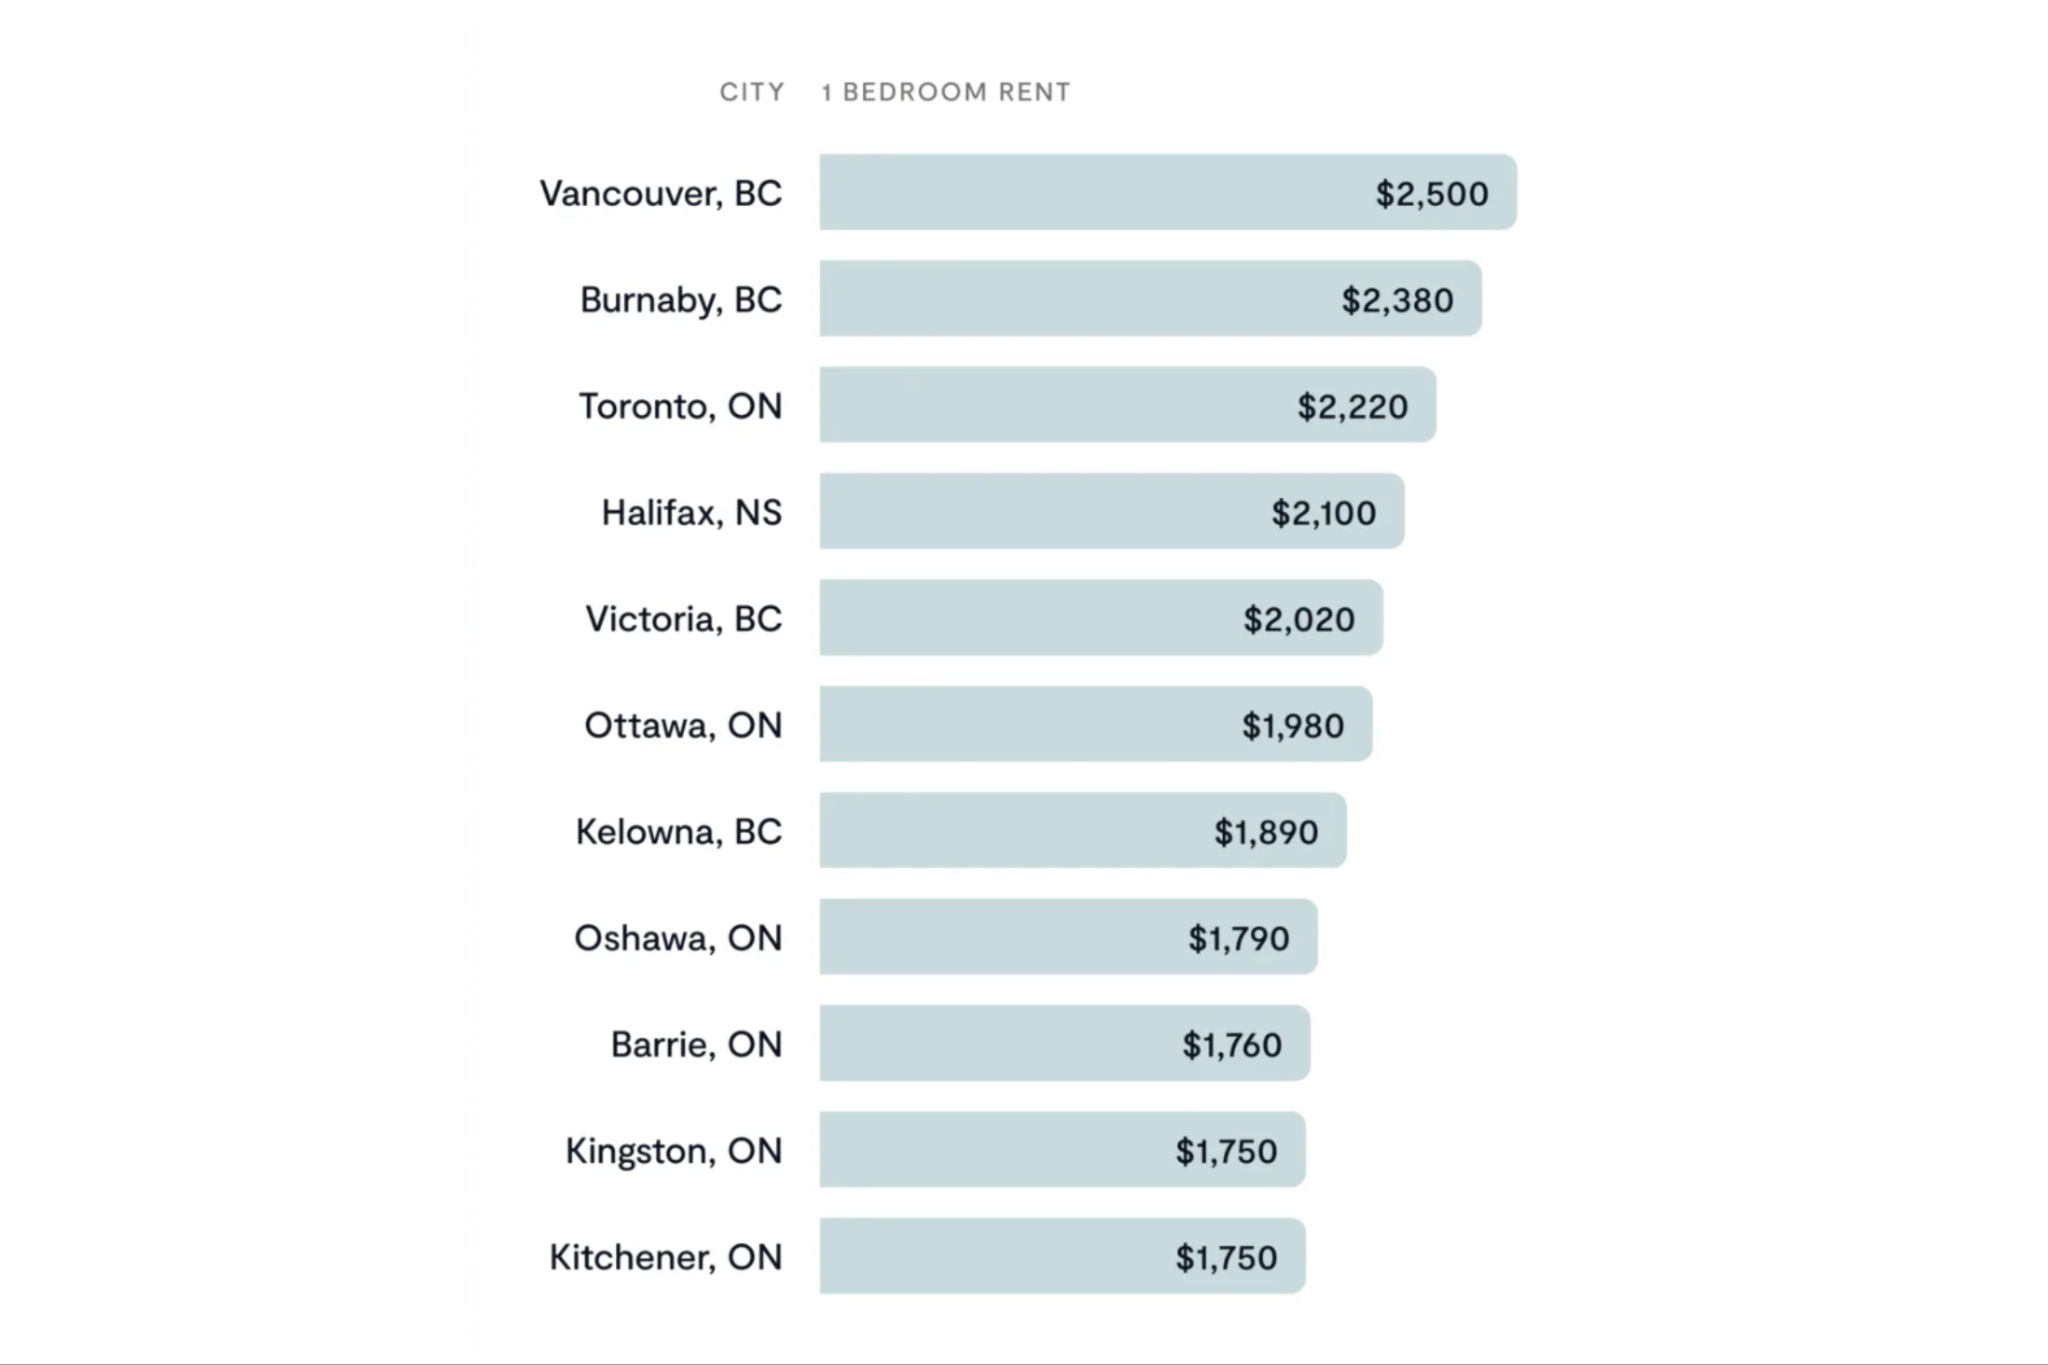 CITY 1 BEDROOM RENT
Vancouver, BC $2,500
Burnaby, BC $2,380
Toronto, ON $2,220
Halifax, NS $2,100
Victoria, BC $2,020
Ottawa, ON $1,980
Kelowna, BC $1,890
Oshawa, ON $1,790
Barrie, ON $1,760
Kingston, ON $1,750
Kitchener, ON $1,750